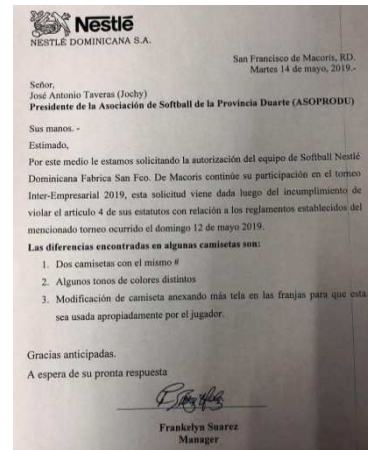 Nestlé
NESTLÉ DOMINICANA S.A.
San Francisco de Macorís, RD.
Martes 14 de mayo, 2019.-
Señor,
José Antonio Taveras (Jochy)
Presidente de la Asociación de Softball de la Provincia Duarte (ASOPRODU)
Sus manos. -
Estimado,
Por este medio le estamos solicitando la autorización del equipo de Softball Nestlé
Dominicana Fabrica San Fco. De Macorís continúe su participación en el torneo
Inter-Empresarial 2019, esta solicitud viene dada luego del incumplimiento de
violar el artículo 4 de sus estatutos con relación a los reglamentos establecidos del
mencionado torneo ocurrido el domingo 12 de mayo 2019.
Las diferencias encontradas en algunas camisetas son:
1. Dos camisetas con el mismo #
2. Algunos tonos de colores distintos
3. Modificación de camiseta anexando más tela en las franjas para que esta
sea usada apropiadamente por el jugador.
Gracias anticipadas.
A espera de su pronta respuesta
Frankelyn Suarez
Manager